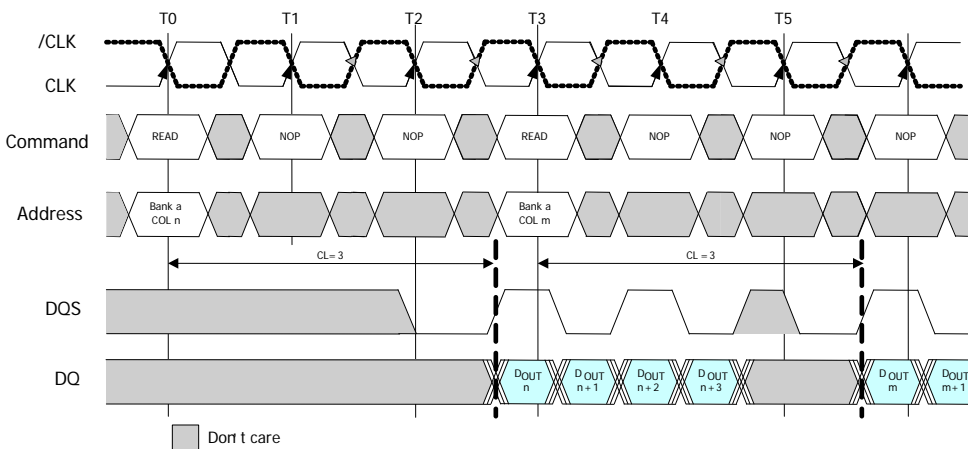 T0 T1 T2 T3 T4 T5
/CLK
CLK
Command READ NOP NOP READ NOP NOP NOP
Address Bank a COL n Bank a COL m
CL = 3 CL = 3
DQS
DQ DOUT n DOUT n + 1 DOUT n + 2 DOUT n + 3 DOUT m DOUT m + 1
Don't care